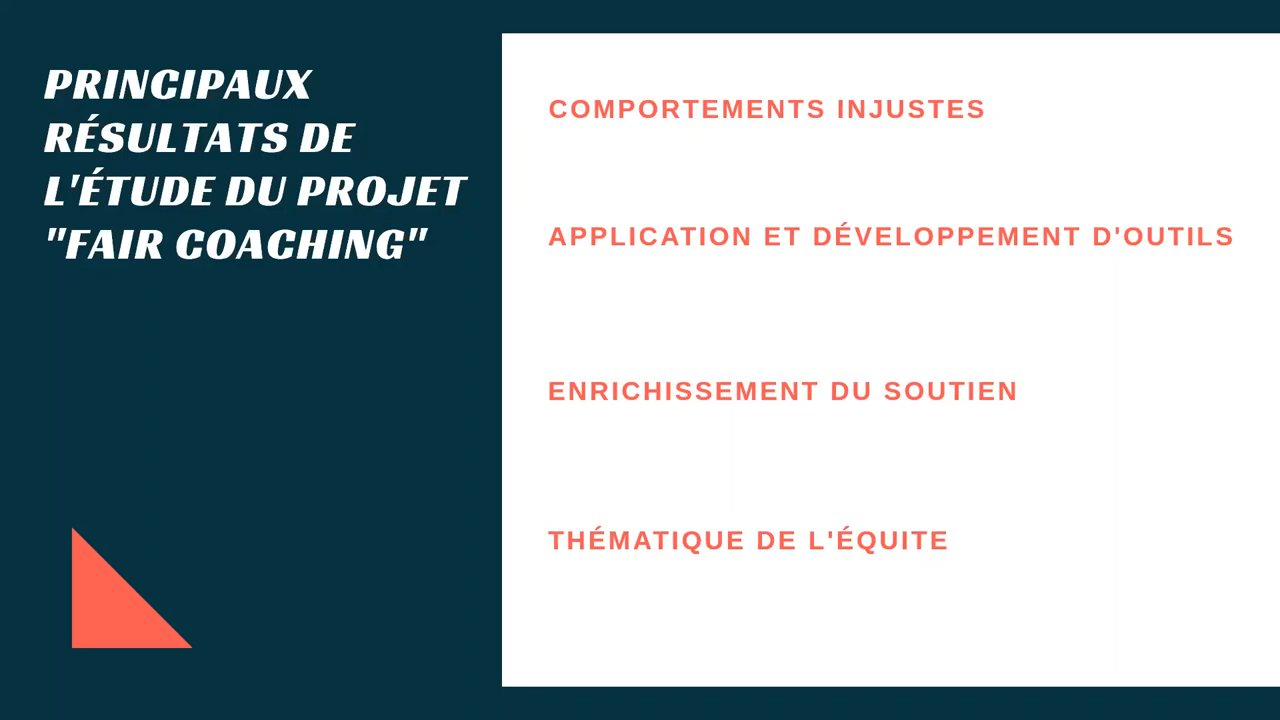 PRINCIPAUX
RÉSULTATS DE
L'ÉTUDE DU PROJET
"FAIR COACHING"
COMPORTEMENTS INJUSTES
APPLICATION ET DÉVELOPPEMENT D'OUTILS
ENRICHISSEMENT DU SOUTIEN
THÉMATIQUE DE L'ÉQUITE